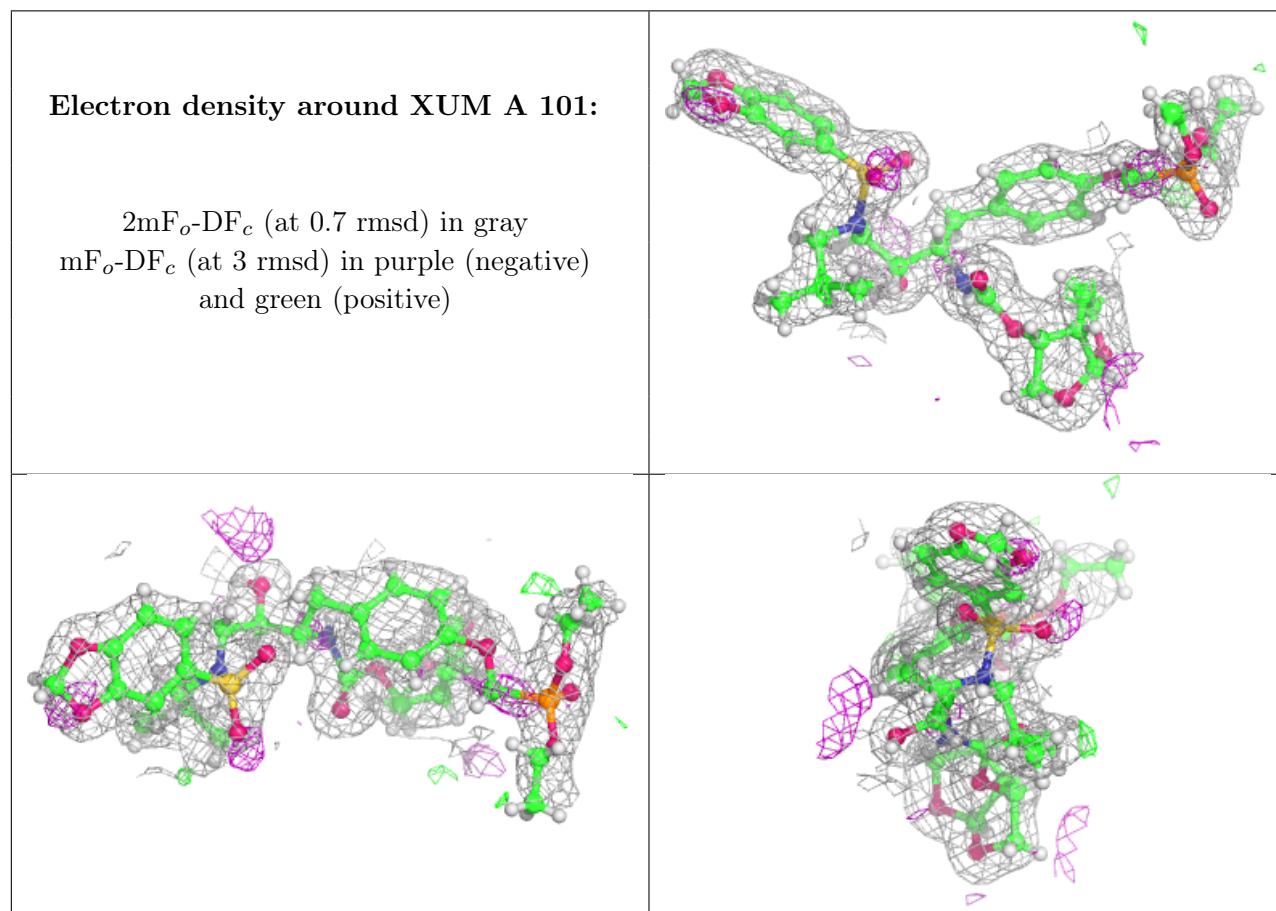 Electron density around XUM A 101:
2mFo-DFc (at 0.7 rmsd) in gray
mFo-DFc (at 3 rmsd) in purple (negative)
and green (positive)